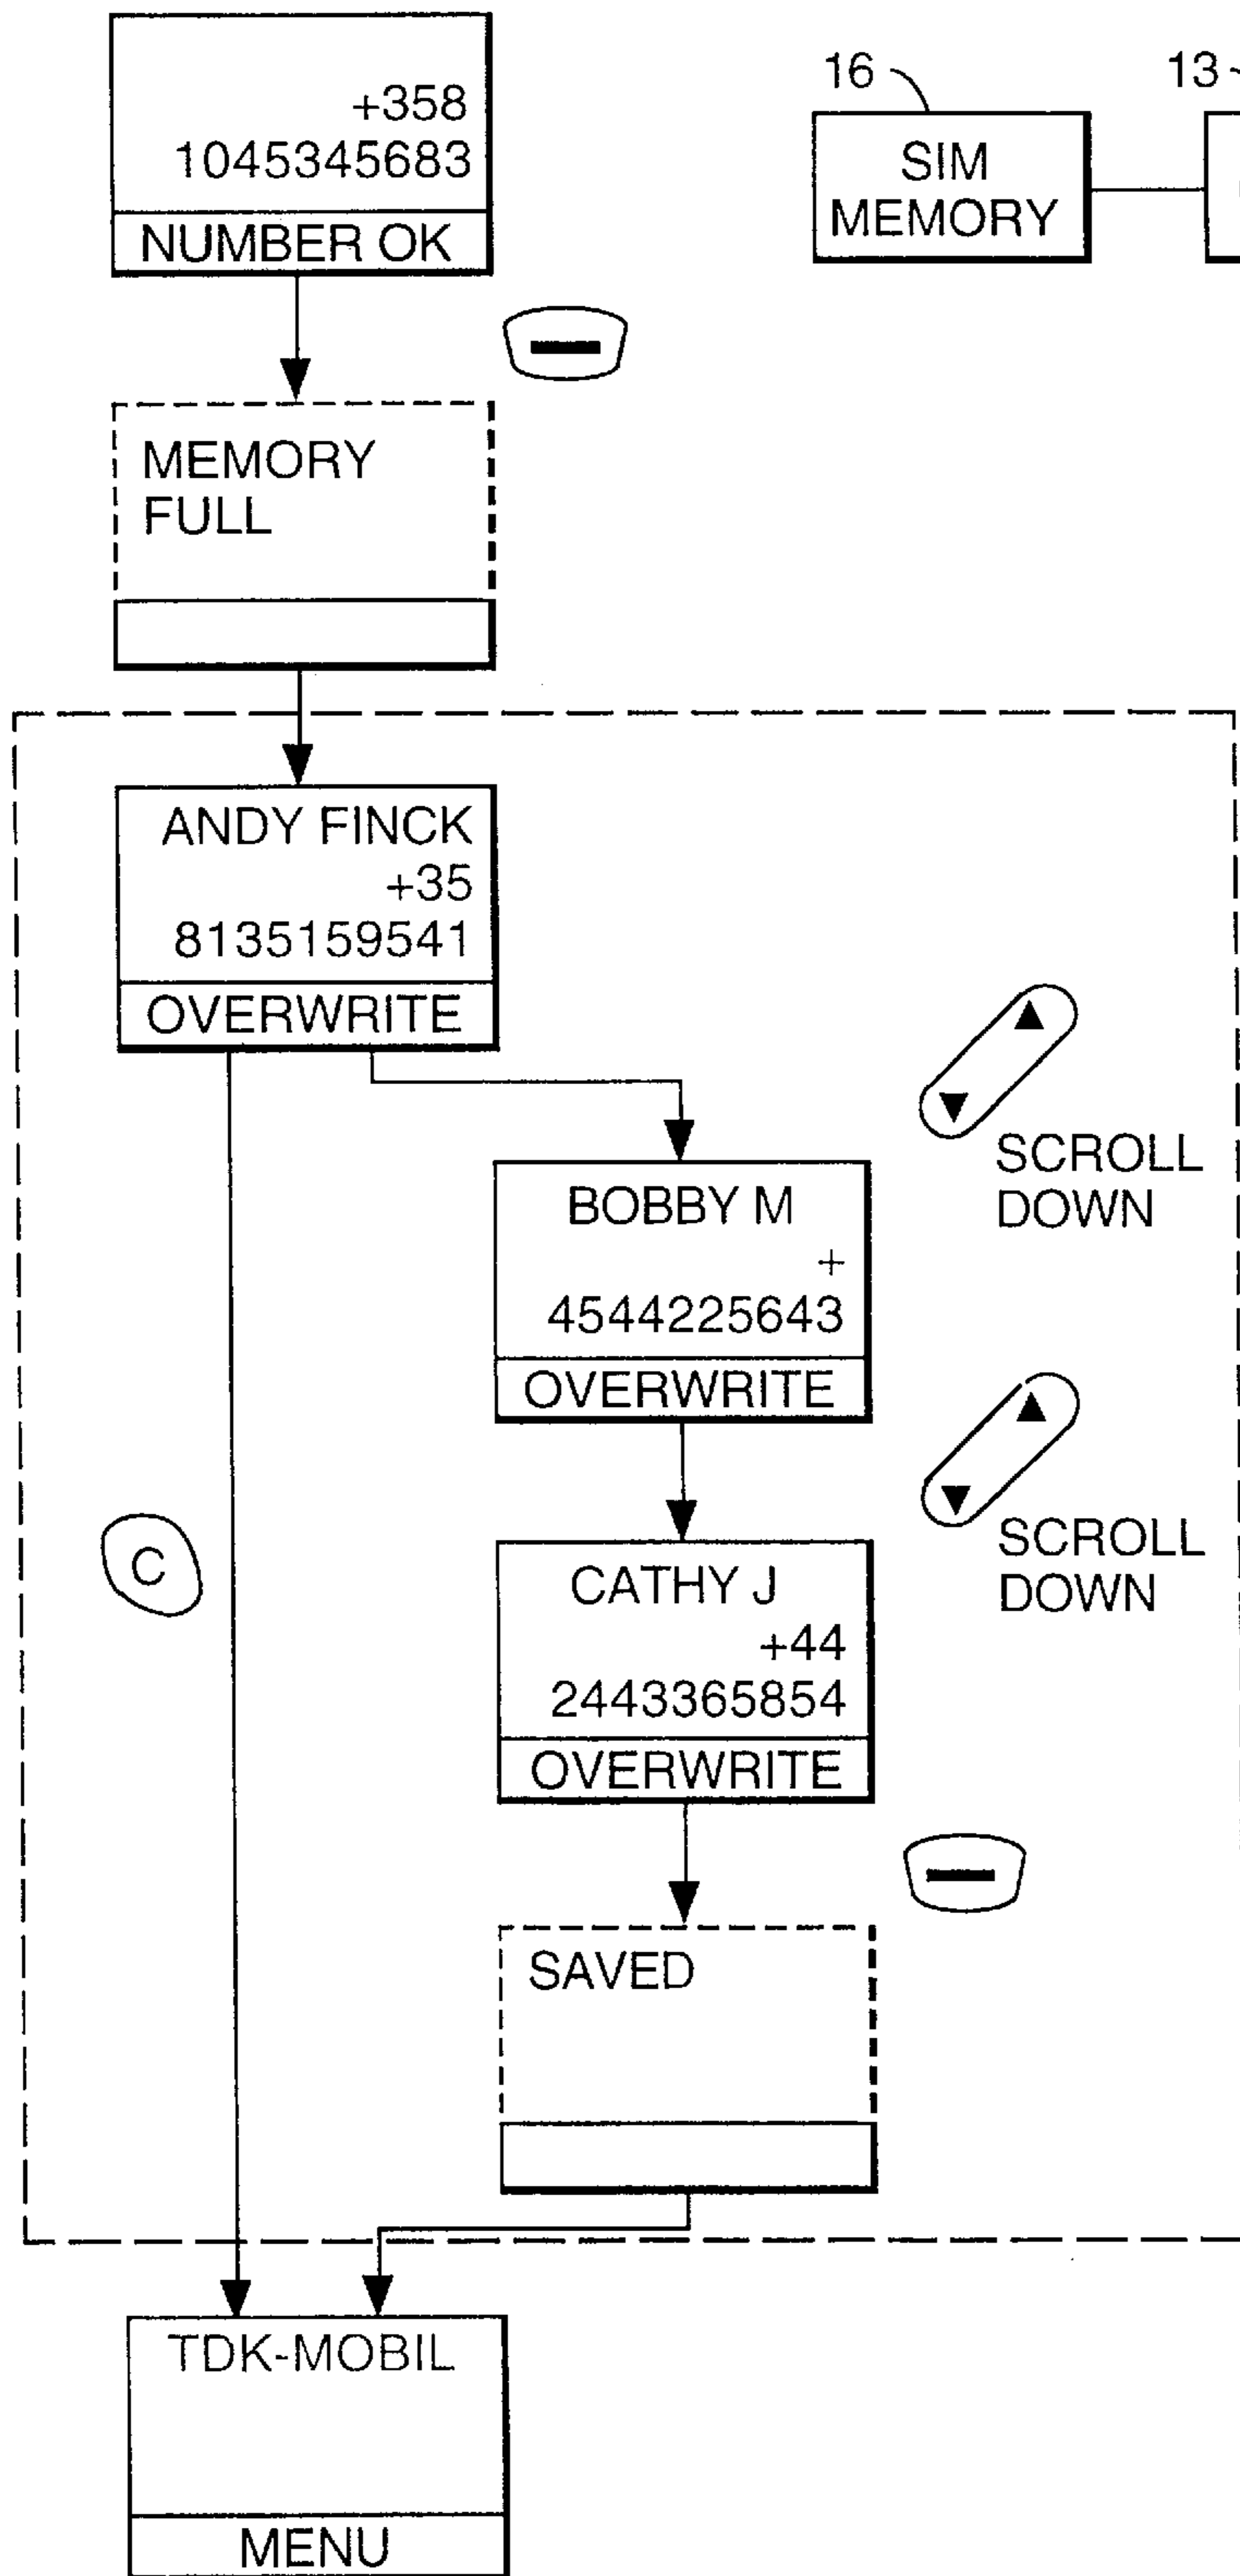 +358
1045345683
NUMBER OK
16
13
SIM
MEMORY
MEMORY
FULL
ANDY FINCK
+35
8135159541
OVERWRITE
SCROLL
DOWN
BOBBY M
+
4544225643
OVERWRITE
SCROLL
DOWN
C
CATHY J
+44
2443365854
OVERWRITE
SAVED
TDK-MOBIL
MENU